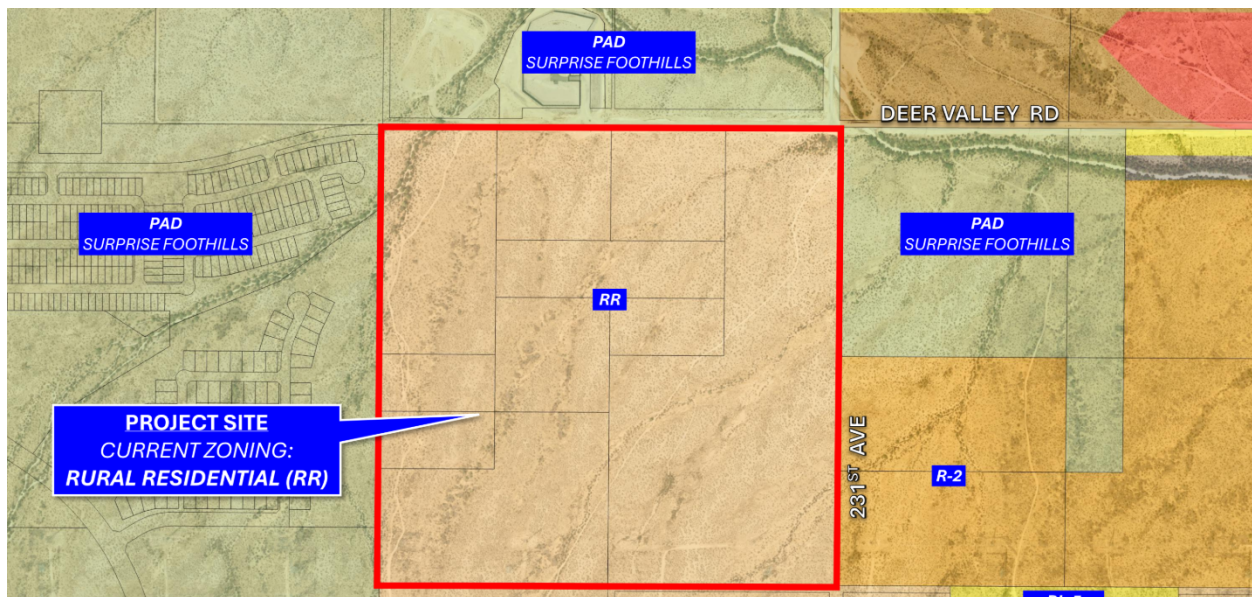 PAD
SURPRISE FOOTHILLS
DEER VALLEY RD
PAD
SURPRISE FOOTHILLS
PAD
SURPRISE FOOTHILLS
RR
PROJECT SITE
CURRENT ZONING:
RURAL RESIDENTIAL (RR)
231ST AVE
R-2